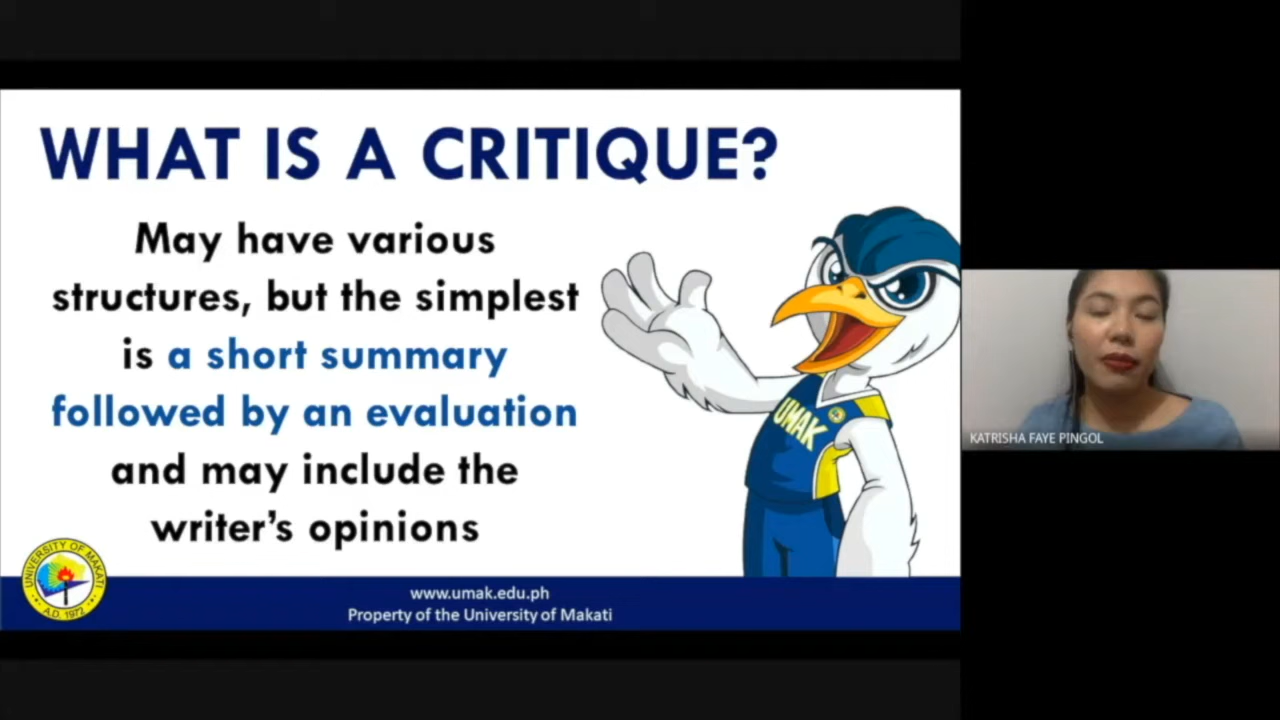 WHAT IS A CRITIQUE?
May have various
structures, but the simplest
is a short summary
followed by an evaluation
and may include the
writer's opinions
UMAK
KATRISHA FAYE PINGOL
UNIVERSITY OF MAKATI
A.D. 1972
www.umak.edu.ph
Property of the University of Makati